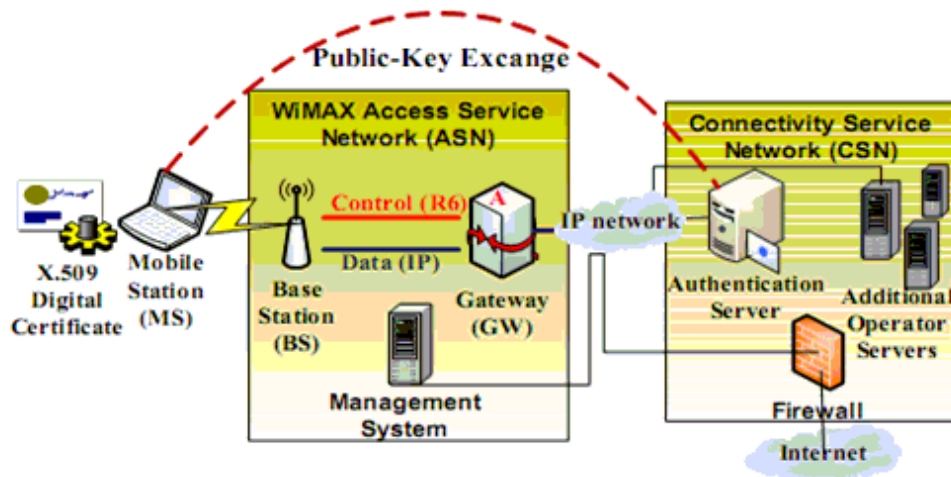 Public-Key Excange
WiMAX Access Service
Network (ASN)
Connectivity Service
Network (CSN)
Control (R6)
A
IP network
Data (IP)
X.509
Digital
Certificate
Mobile
Station
(MS)
Base
Station
(BS)
Gateway
(GW)
Authentication
Server
Additional
Operator
Servers
Management
System
Firewall
Internet